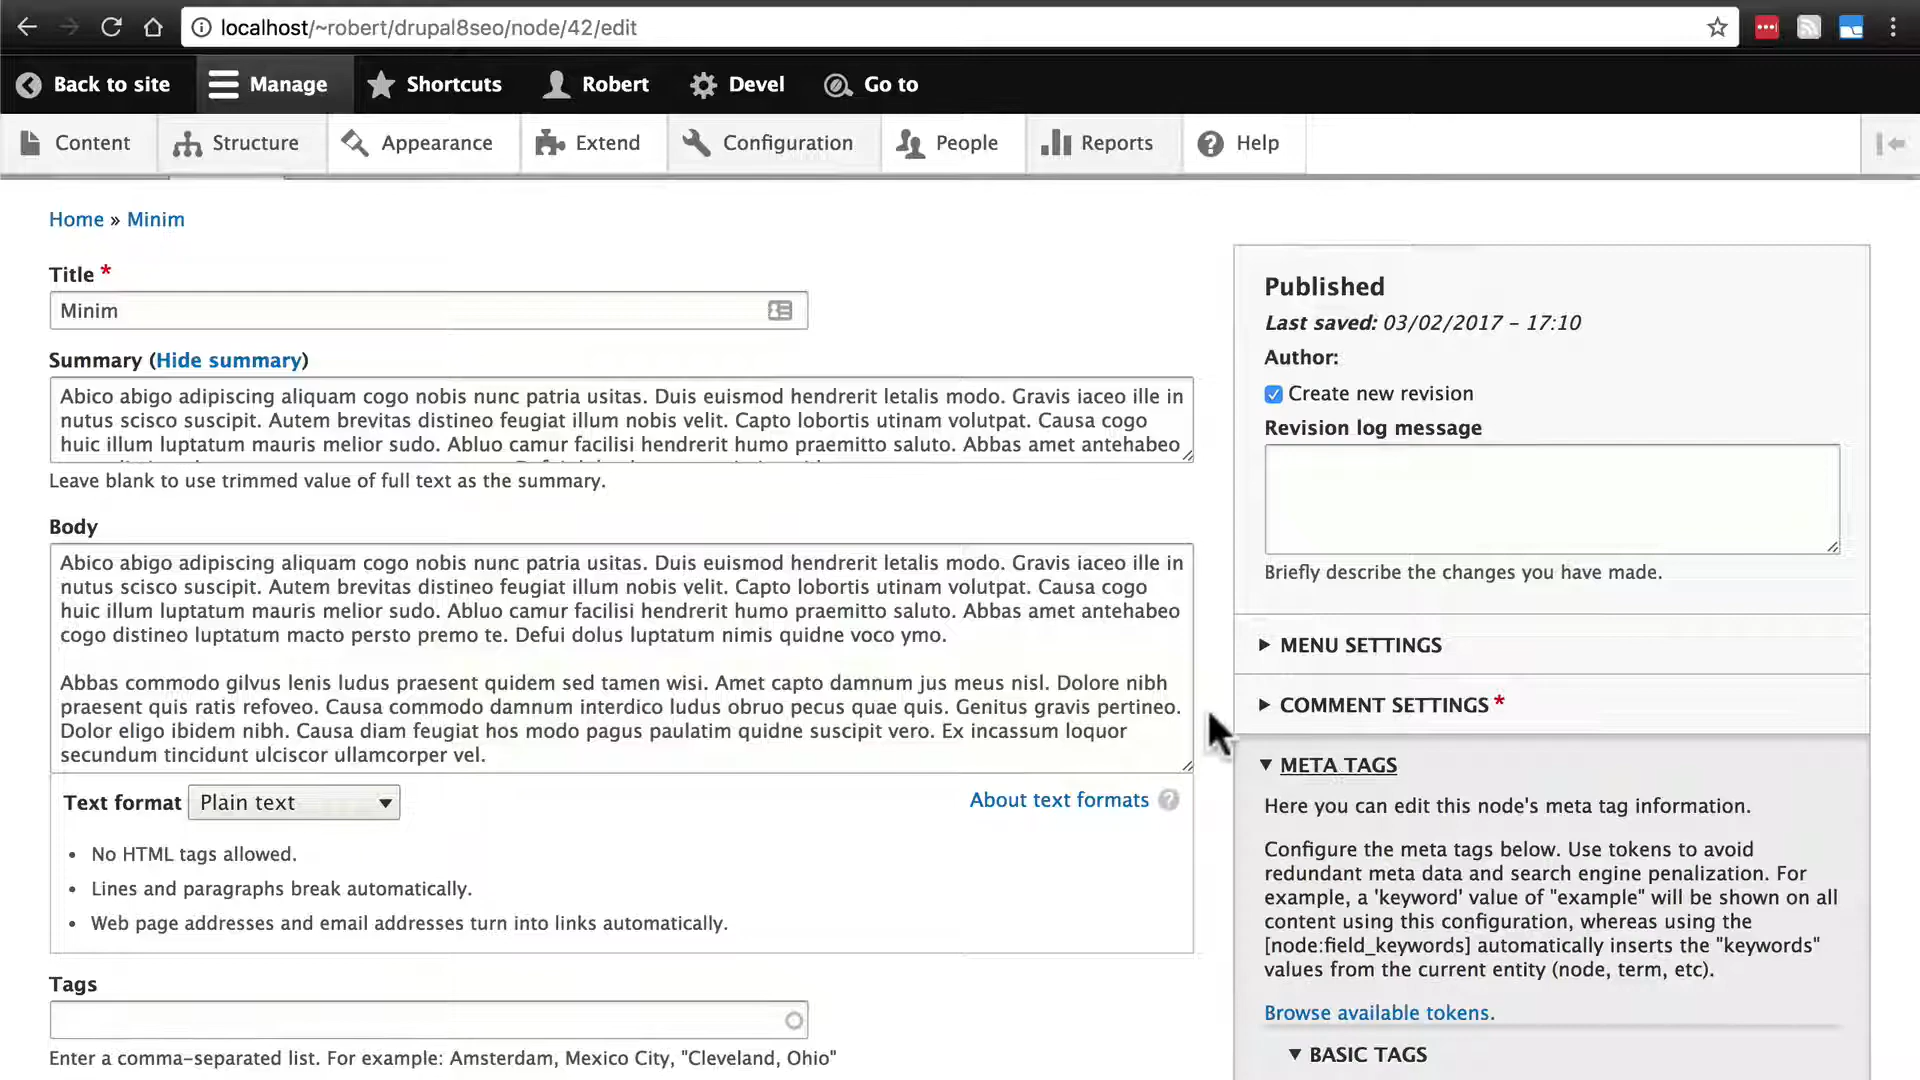 localhost/~robert/drupal8seo/node/42/edit
Back to site
Manage
Shortcuts
Robert
Devel
Go to
Content
Structure
Appearance
Extend
Configuration
People
Reports
Help
Home » Minim
Title *
Minim
Summary (Hide summary)
Abico abigo adipiscing aliquam cogo nobis nunc patria usitas. Duis euismod hendrerit letalis modo. Gravis iaceo ille in
nutus scisco suscipit. Autem brevitas distineo feugiat illum nobis velit. Capto lobortis utinam volutpat. Causa cogo
huic illum luptatum mauris melior sudo. Abluo camur facilisi hendrerit humo praemitto saluto. Abbas amet antehabeo
Leave blank to use trimmed value of full text as the summary.
Body
Abico abigo adipiscing aliquam cogo nobis nunc patria usitas. Duis euismod hendrerit letalis modo. Gravis iaceo ille in
nutus scisco suscipit. Autem brevitas distineo feugiat illum nobis velit. Capto lobortis utinam volutpat. Causa cogo
huic illum luptatum mauris melior sudo. Abluo camur facilisi hendrerit humo praemitto saluto. Abbas amet antehabeo
cogo distineo luptatum macto persto premo te. Defui dolus luptatum nimis quidne voco ymo.
Abbas commodo gilvus lenis ludus praesent quidem sed tamen wisi. Amet capto damnum jus meus nisl. Dolore nibh
praesent quis ratis refoveo. Causa commodo damnum interdico ludus obruo pecus quae quis. Genitus gravis pertineo.
Dolor eligo ibidem nibh. Causa diam feugiat hos modo pagus paulatim quidne suscipit vero. Ex incassum loquor
secundum tincidunt ulciscor ullamcorper vel.
Text format
Plain text
About text formats
No HTML tags allowed.
Lines and paragraphs break automatically.
Web page addresses and email addresses turn into links automatically.
Tags
Enter a comma-separated list. For example: Amsterdam, Mexico City, "Cleveland, Ohio"
Published
Last saved: 03/02/2017 - 17:10
Author:
Create new revision
Revision log message
Briefly describe the changes you have made.
MENU SETTINGS
COMMENT SETTINGS *
META TAGS
Here you can edit this node's meta tag information.
Configure the meta tags below. Use tokens to avoid
redundant meta data and search engine penalization. For
example, a 'keyword' value of "example" will be shown on all
content using this configuration, whereas using the
[node:field_keywords] automatically inserts the "keywords"
values from the current entity (node, term, etc).
Browse available tokens.
BASIC TAGS